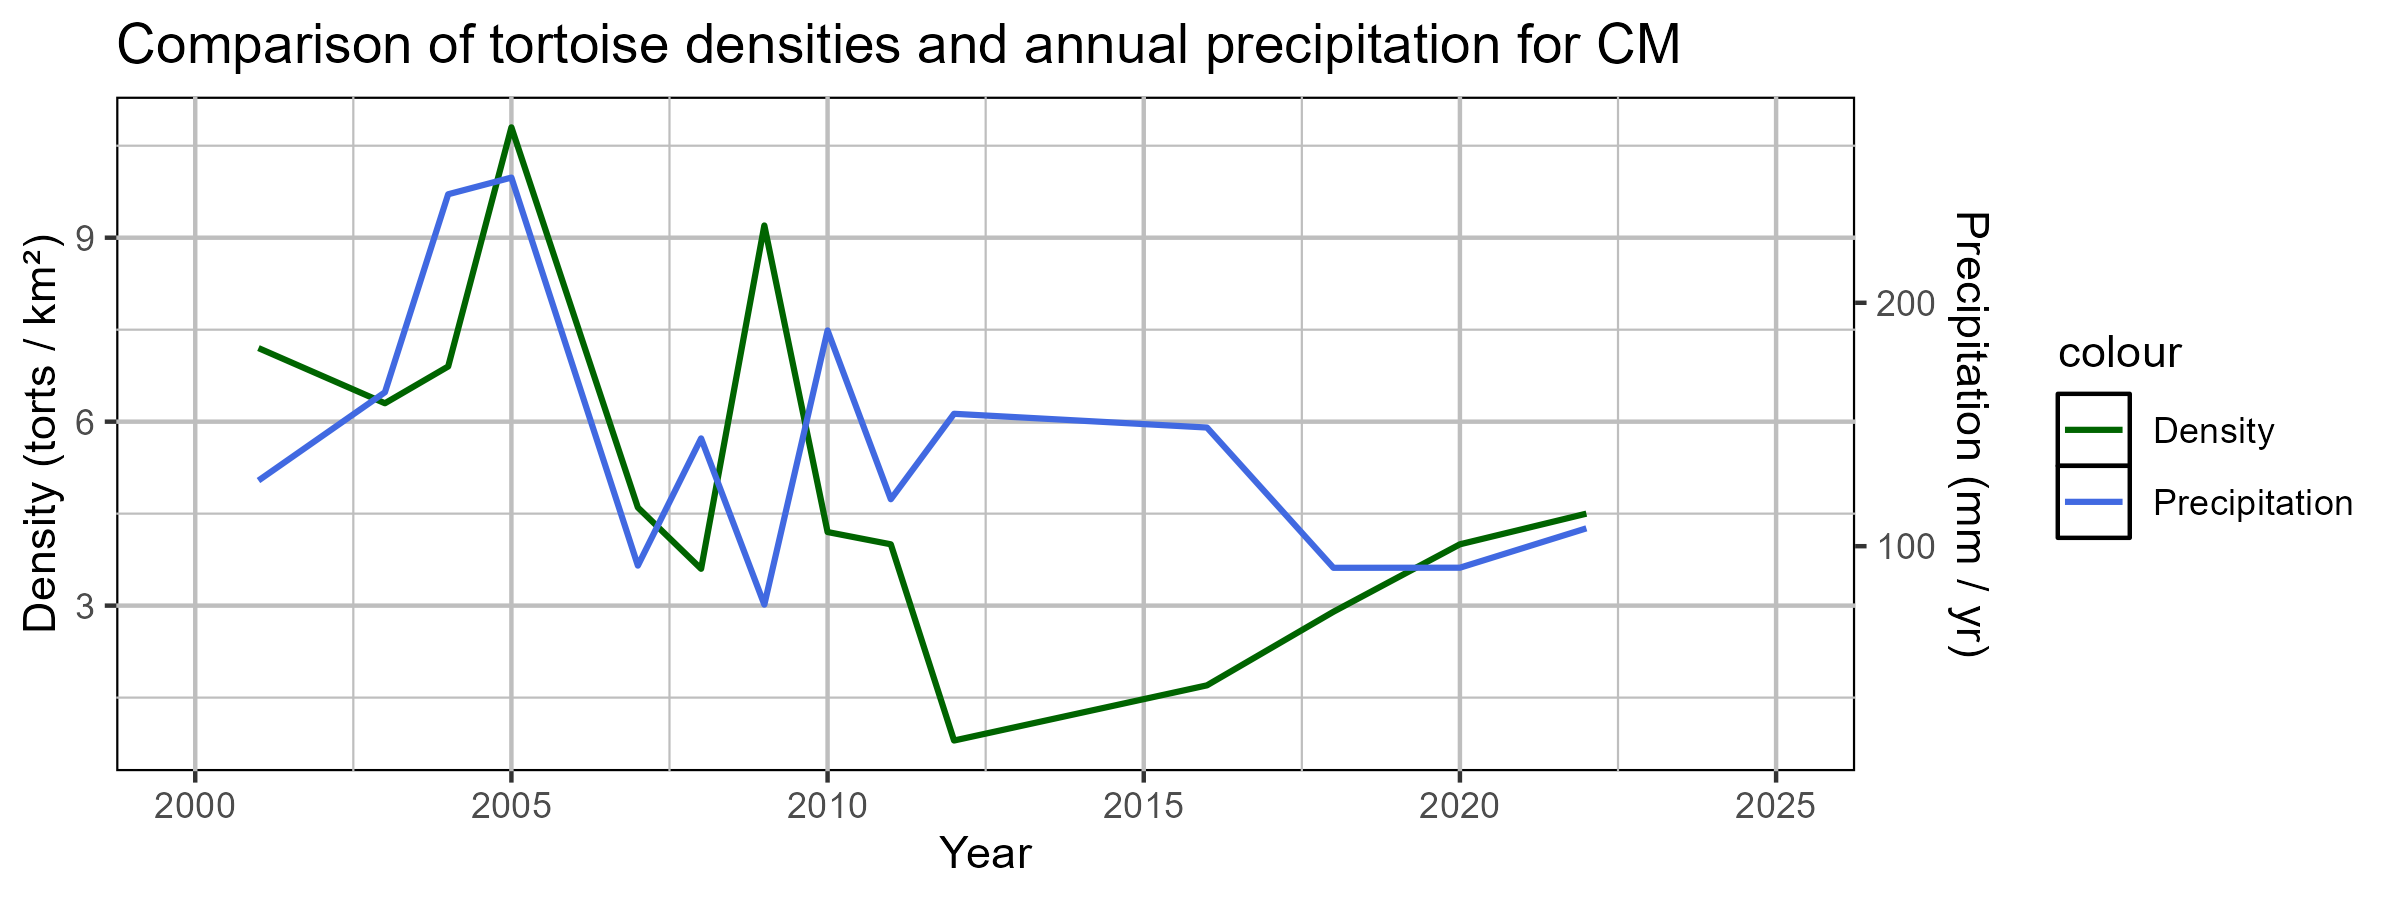 Comparison of tortoise densities and annual precipitation for CM
Density (torts / km²)
9
6
3
200
100
Precipitation (mm / yr)
2000 2005 2010 2015 2020 2025
Year
colour
Density
Precipitation